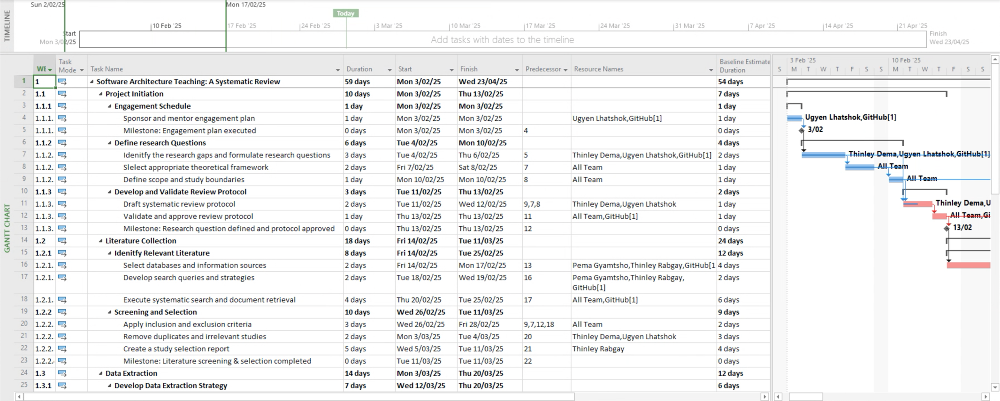 Sun 2/02/25 Mon 17/02/25
Today
10 Feb '25 17 Feb '25 24 Feb '25 3 Mar '25 10 Mar '25 17 Mar '25 24 Mar '25 31 Mar '25 7 Apr '25 14 Apr '25 21 Apr '25
Start Finish
Mon 3/02/25 Add tasks with dates to the timeline Wed 23/04/25
TIMELINE
GANTT CHART
Task Baseline Estimate 3 Feb '25 10 Feb '25
Mode Task Name Duration Start Finish Predecessor Resource Names Duration S M T W T F S S M T W T F S S
1 1 Software Architecture Teaching: A Systematic Review 59 days Mon 3/02/25 Wed 23/04/25 54 days
2 1.1 Project Initiation 10 days Mon 3/02/25 Thu 13/02/25 7 days
3 1.1.1 Engagement Schedule 1 day Mon 3/02/25 Mon 3/02/25 1 day
4 1.1.1. Sponsor and mentor engagement plan 1 day Mon 3/02/25 Mon 3/02/25 Ugyen Lhatshok,GitHub[1] 1 day Ugyen Lhatshok,GitHub[1]
5 1.1.1. Milestone: Engagement plan executed 0 days Mon 3/02/25 Mon 3/02/25 4 0 days 3/02
6 1.1.2 Define research Questions 6 days Tue 4/02/25 Mon 10/02/25 4 days
7 1.1.2. Idenitfy the research gaps and formulate research questions 3 days Tue 4/02/25 Thu 6/02/25 5 Thinley Dema,Ugyen Lhatshok,GitHub[1] 2 days Thinley Dema,Ugyen Lhatshok,GitHub[1]
8 1.1.2. Slelect appropriate theoretical framework 2 days Fri 7/02/25 Sat 8/02/25 7 All Team 1 day All Team
9 1.1.2. Define scope and study boundaries 1 day Mon 10/02/25 Mon 10/02/25 8 All Team 1 day All Team
10 1.1.3 Develop and Validate Review Protocol 3 days Tue 11/02/25 Thu 13/02/25 2 days
11 1.1.3. Draft systematic review protocol 2 days Tue 11/02/25 Wed 12/02/25 9,7,8 Thinley Dema,Ugyen Lhatshok 1 day Thinley Dema,U
12 1.1.3. Validate and approve review protocol 1 day Thu 13/02/25 Thu 13/02/25 11 All Team,GitHub[1] 1 day All Team,Gi
13 1.1.3. Milestone: Research question defined and protocol approved 0 days Thu 13/02/25 Thu 13/02/25 12 0 days 13/02
14 1.2 Literature Collection 18 days Fri 14/02/25 Tue 11/03/25 24 days
15 1.2.1 Idenitfy Relevant Literature 8 days Fri 14/02/25 Tue 25/02/25 12 days
16 1.2.1. Select databases and information sources 2 days Fri 14/02/25 Mon 17/02/25 13 Pema Gyamtsho,Thinley Rabgay,GitHub[1 4 days
17 1.2.1. Develop search queries and strategies 2 days Tue 18/02/25 Wed 19/02/25 16 Pema Gyamtsho,Thinley Rabgay, 2 days
GitHub[1]
18 1.2.1. Execute systematic search and document retrieval 4 days Thu 20/02/25 Tue 25/02/25 17 All Team,GitHub[1] 6 days
19 1.2.2 Screening and Selection 10 days Wed 26/02/25 Tue 11/03/25 9 days
20 1.2.2. Apply inclusion and exclusion criteria 3 days Wed 26/02/25 Fri 28/02/25 9,7,12,18 All Team 2 days
21 1.2.2. Remove duplicates and irrelevant studies 2 days Mon 3/03/25 Tue 4/03/25 20 Thinley Dema,Ugyen Lhatshok 3 days
22 1.2.2. Create a study selection report 5 days Wed 5/03/25 Tue 11/03/25 21 Thinley Rabgay 4 days
23 1.2.2. Milestone: Literature screening & selection completed 0 days Tue 11/03/25 Tue 11/03/25 22 0 days
24 1.3 Data Extraction 14 days Mon 3/03/25 Thu 20/03/25 12 days
25 1.3.1 Develop Data Extraction Strategy 7 days Wed 12/03/25 Thu 20/03/25 6 days